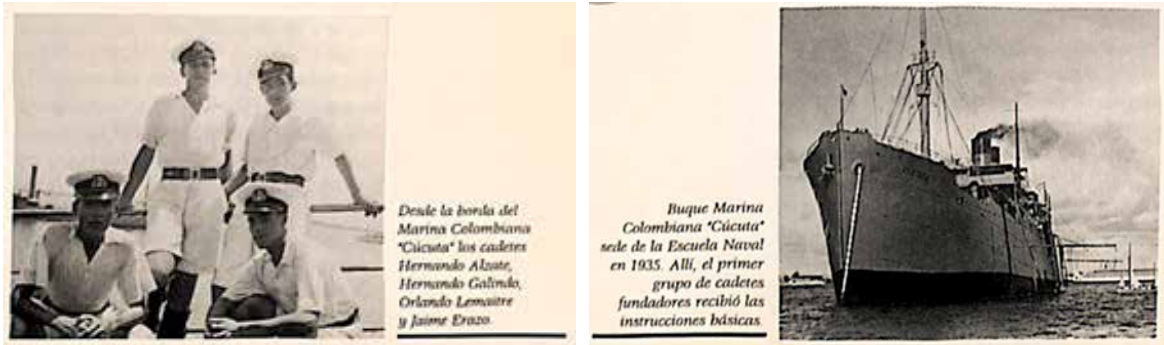 Desde la borda del
Marina Colombiana
"Cúcuta" los cadetes
Hernando Alzate,
Hernando Galindo,
Orlando Lemaitre
y Jaime Erazo.
Buque Marina
Colombiana "Cúcuta"
sede de la Escuela Naval
en 1935. Allí, el primer
grupo de cadetes
fundadores recibió las
instrucciones básicas.